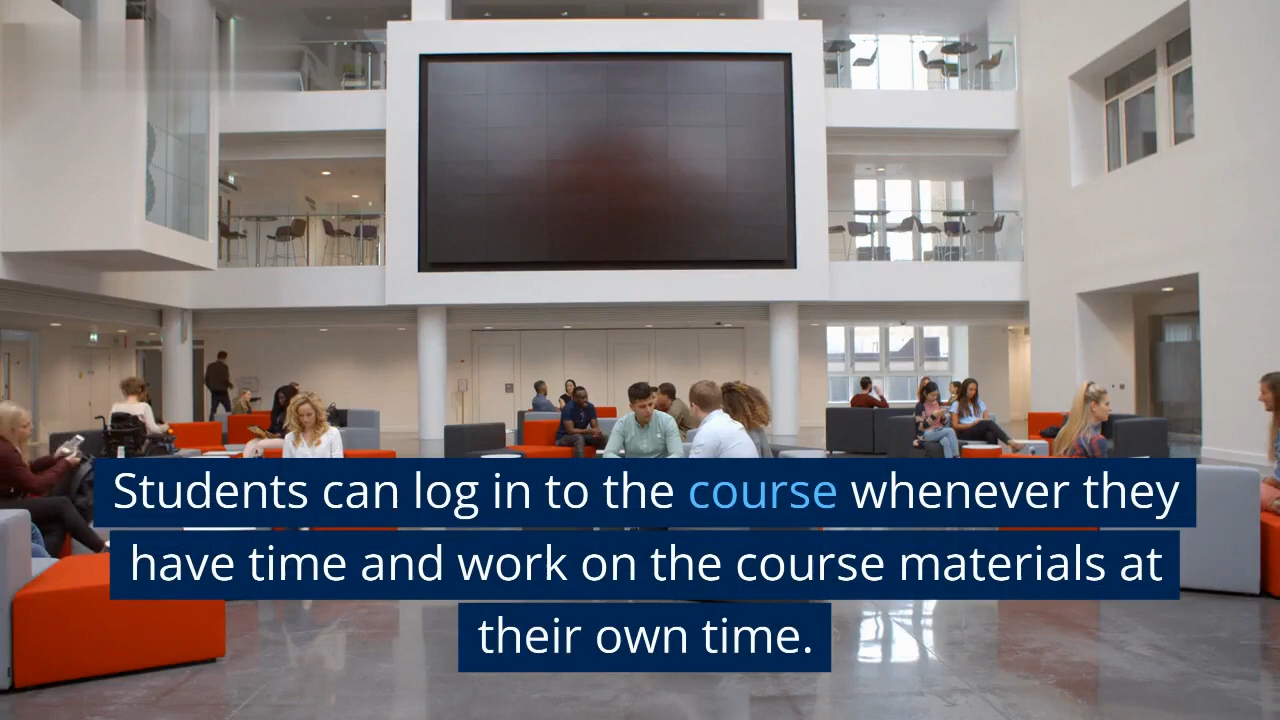 Students can log in to the course whenever they
have time and work on the course materials at
their own time.